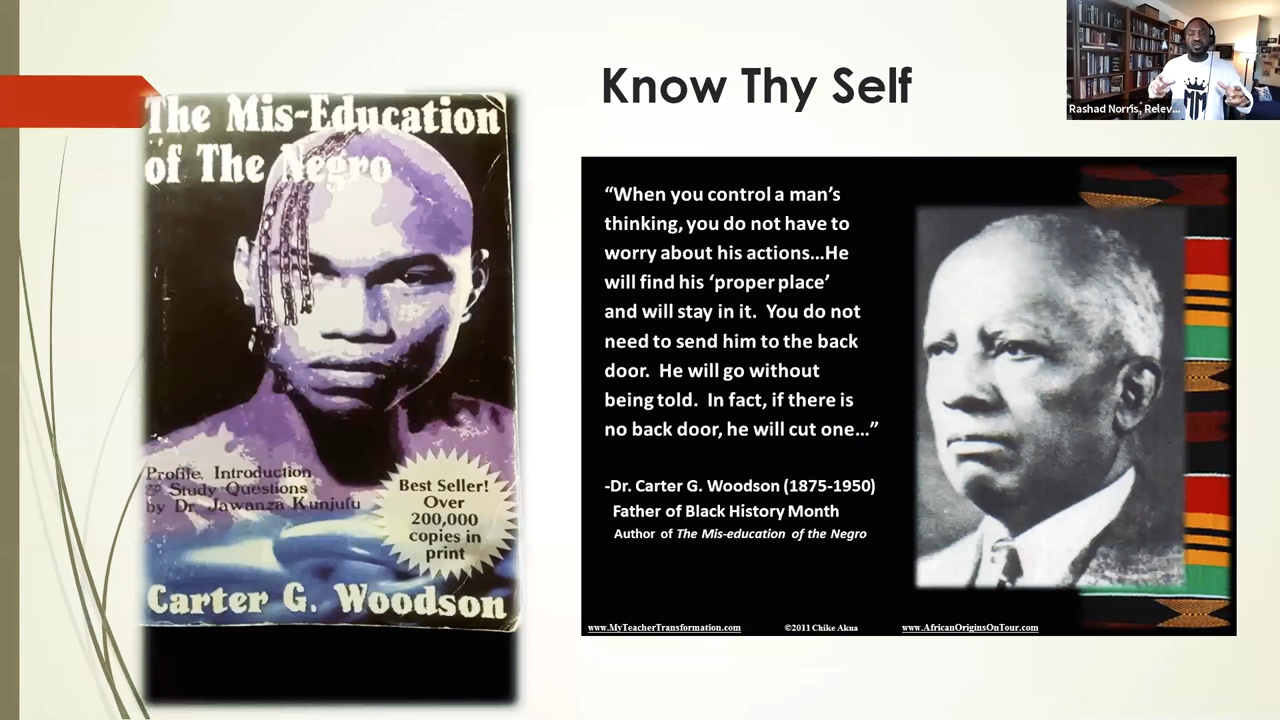 Know Thy Self
Rashad Norris, Relev...
The Mis-Education
of The Negro
Profile, Introduction
Study Questions
by Dr. Jawanza Kunjufu
Best Seller!
Over
200,000
copies in
print
Carter G. Woodson
“When you control a man’s
thinking, you do not have to
worry about his actions...He
will find his ‘proper place’
and will stay in it.  You do not
need to send him to the back
door.  He will go without
being told.  In fact, if there is
no back door, he will cut one...”
-Dr. Carter G. Woodson (1875-1950)
Father of Black History Month
Author of The Mis-education of the Negro
www.MyTeacherTransformation.com
©2011 Chike Akua
www.AfricanOriginsOnTour.com
MM